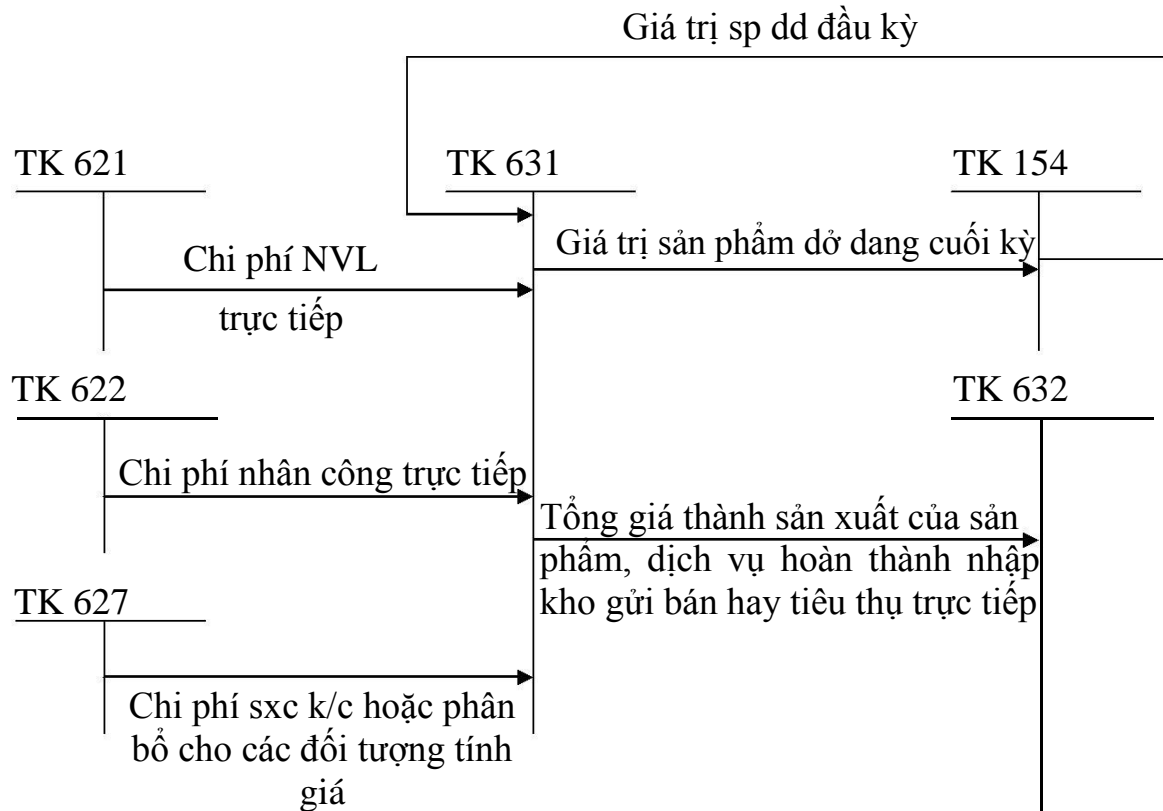 Giá trị sp dd đầu kỳ
TK 621
TK 631
TK 154
Chi phí NVL
trực tiếp
Giá trị sản phẩm dở dang cuối kỳ
TK 622
TK 632
Chi phí nhân công trực tiếp
Tổng giá thành sản xuất của sản
phẩm, dịch vụ hoàn thành nhập
kho gửi bán hay tiêu thụ trực tiếp
TK 627
Chi phí sxc k/c hoặc phân
bổ cho các đối tượng tính
giá